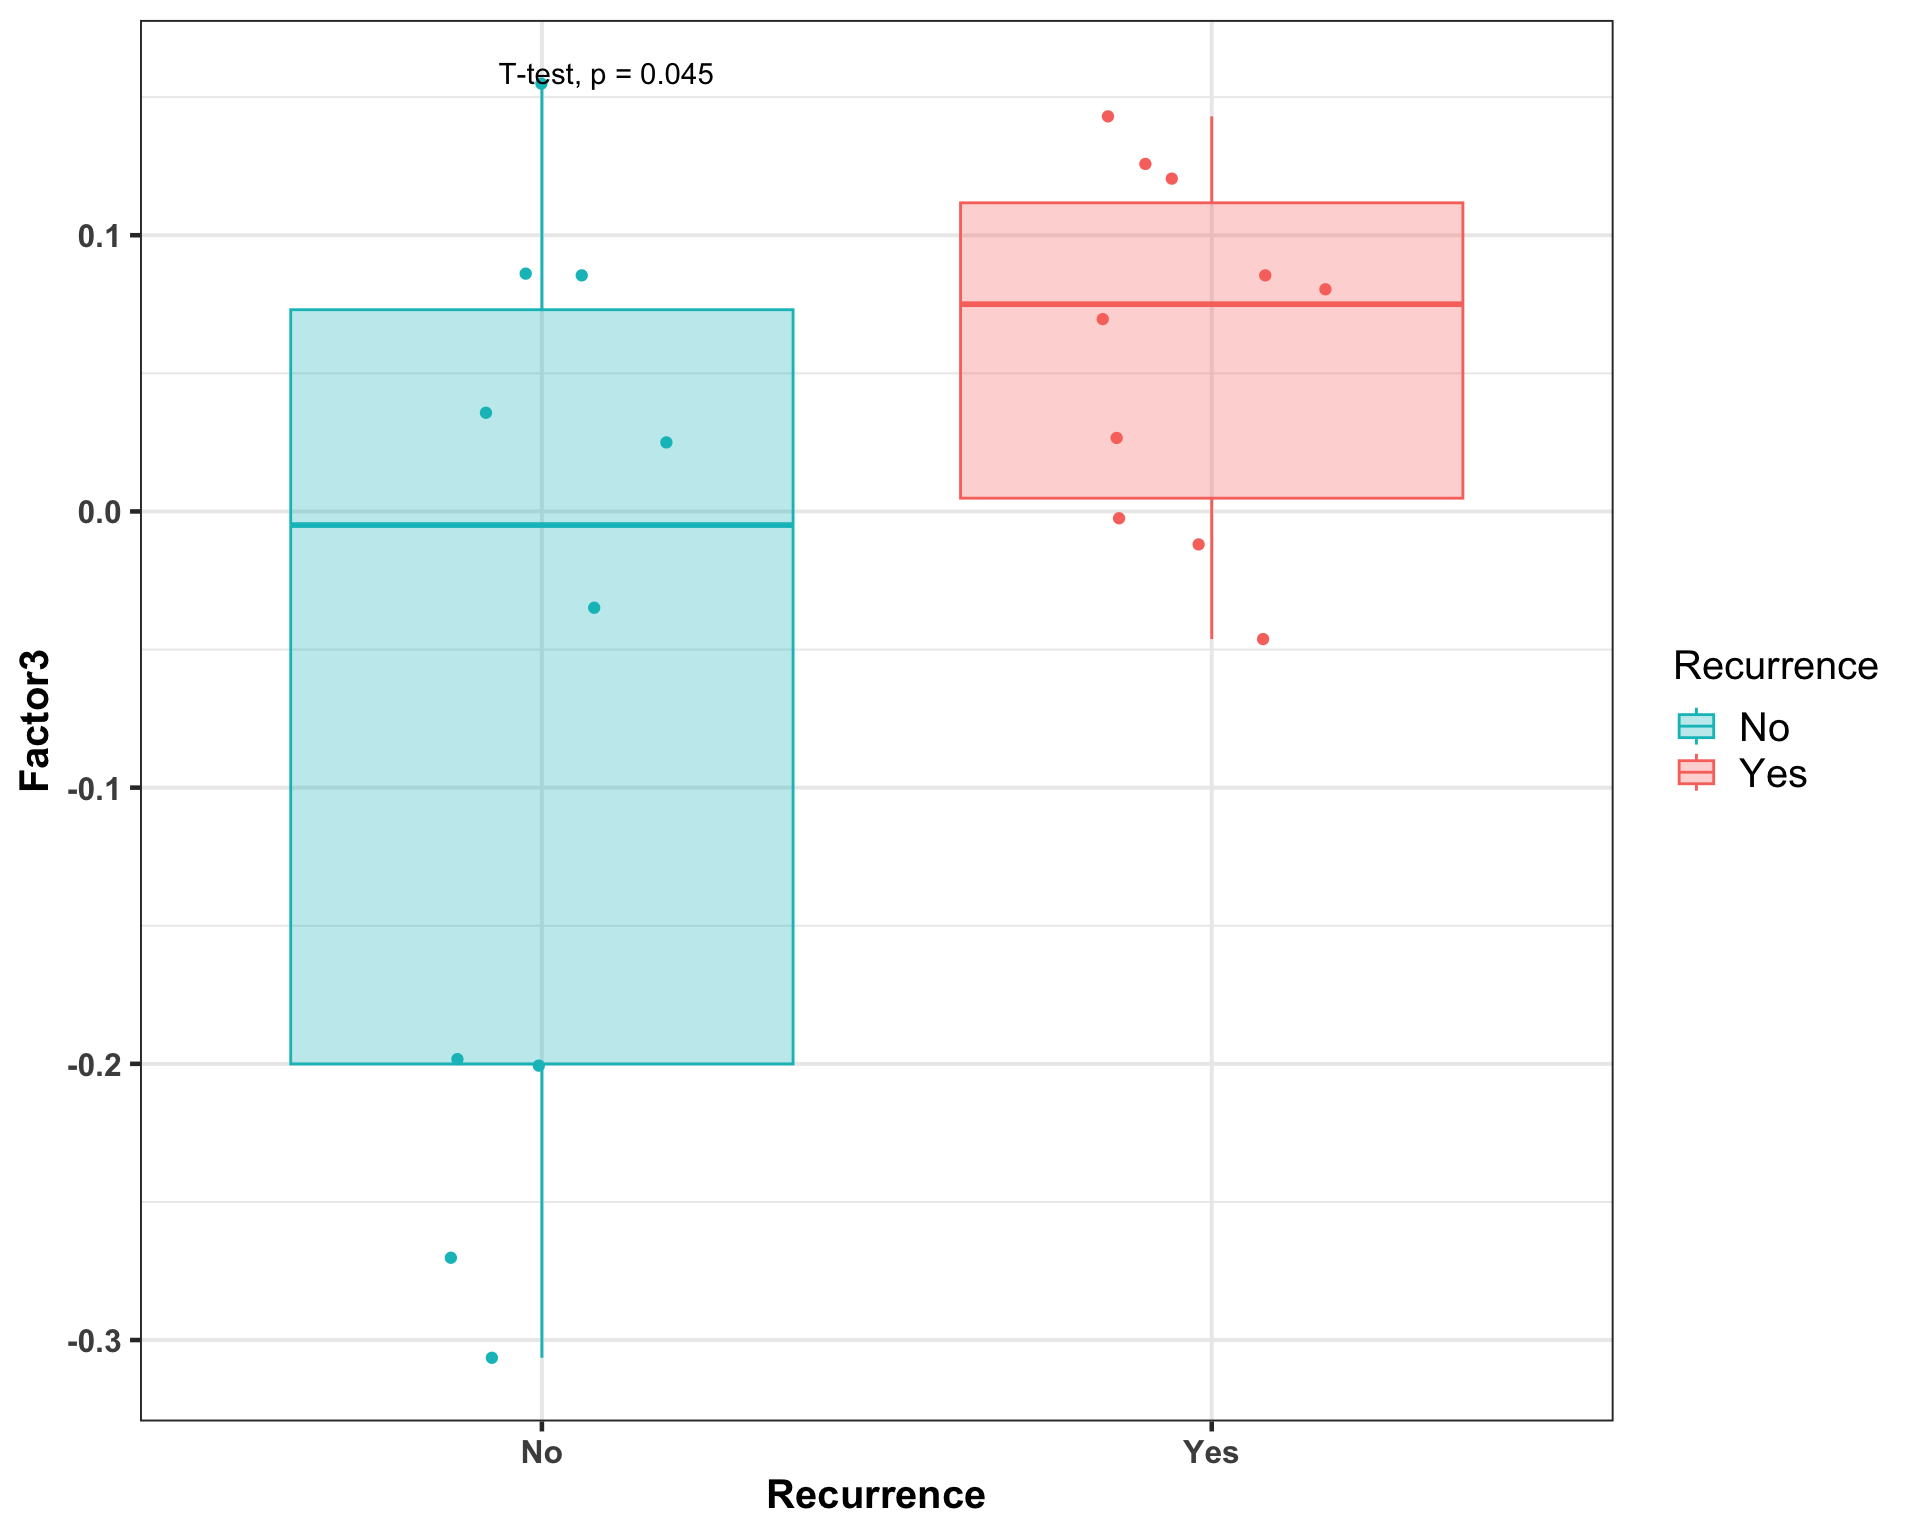 T-test, p = 0.045
0.1
0.0
-0.1
-0.2
-0.3
Factor3
No
Yes
Recurrence
Recurrence
No
Yes